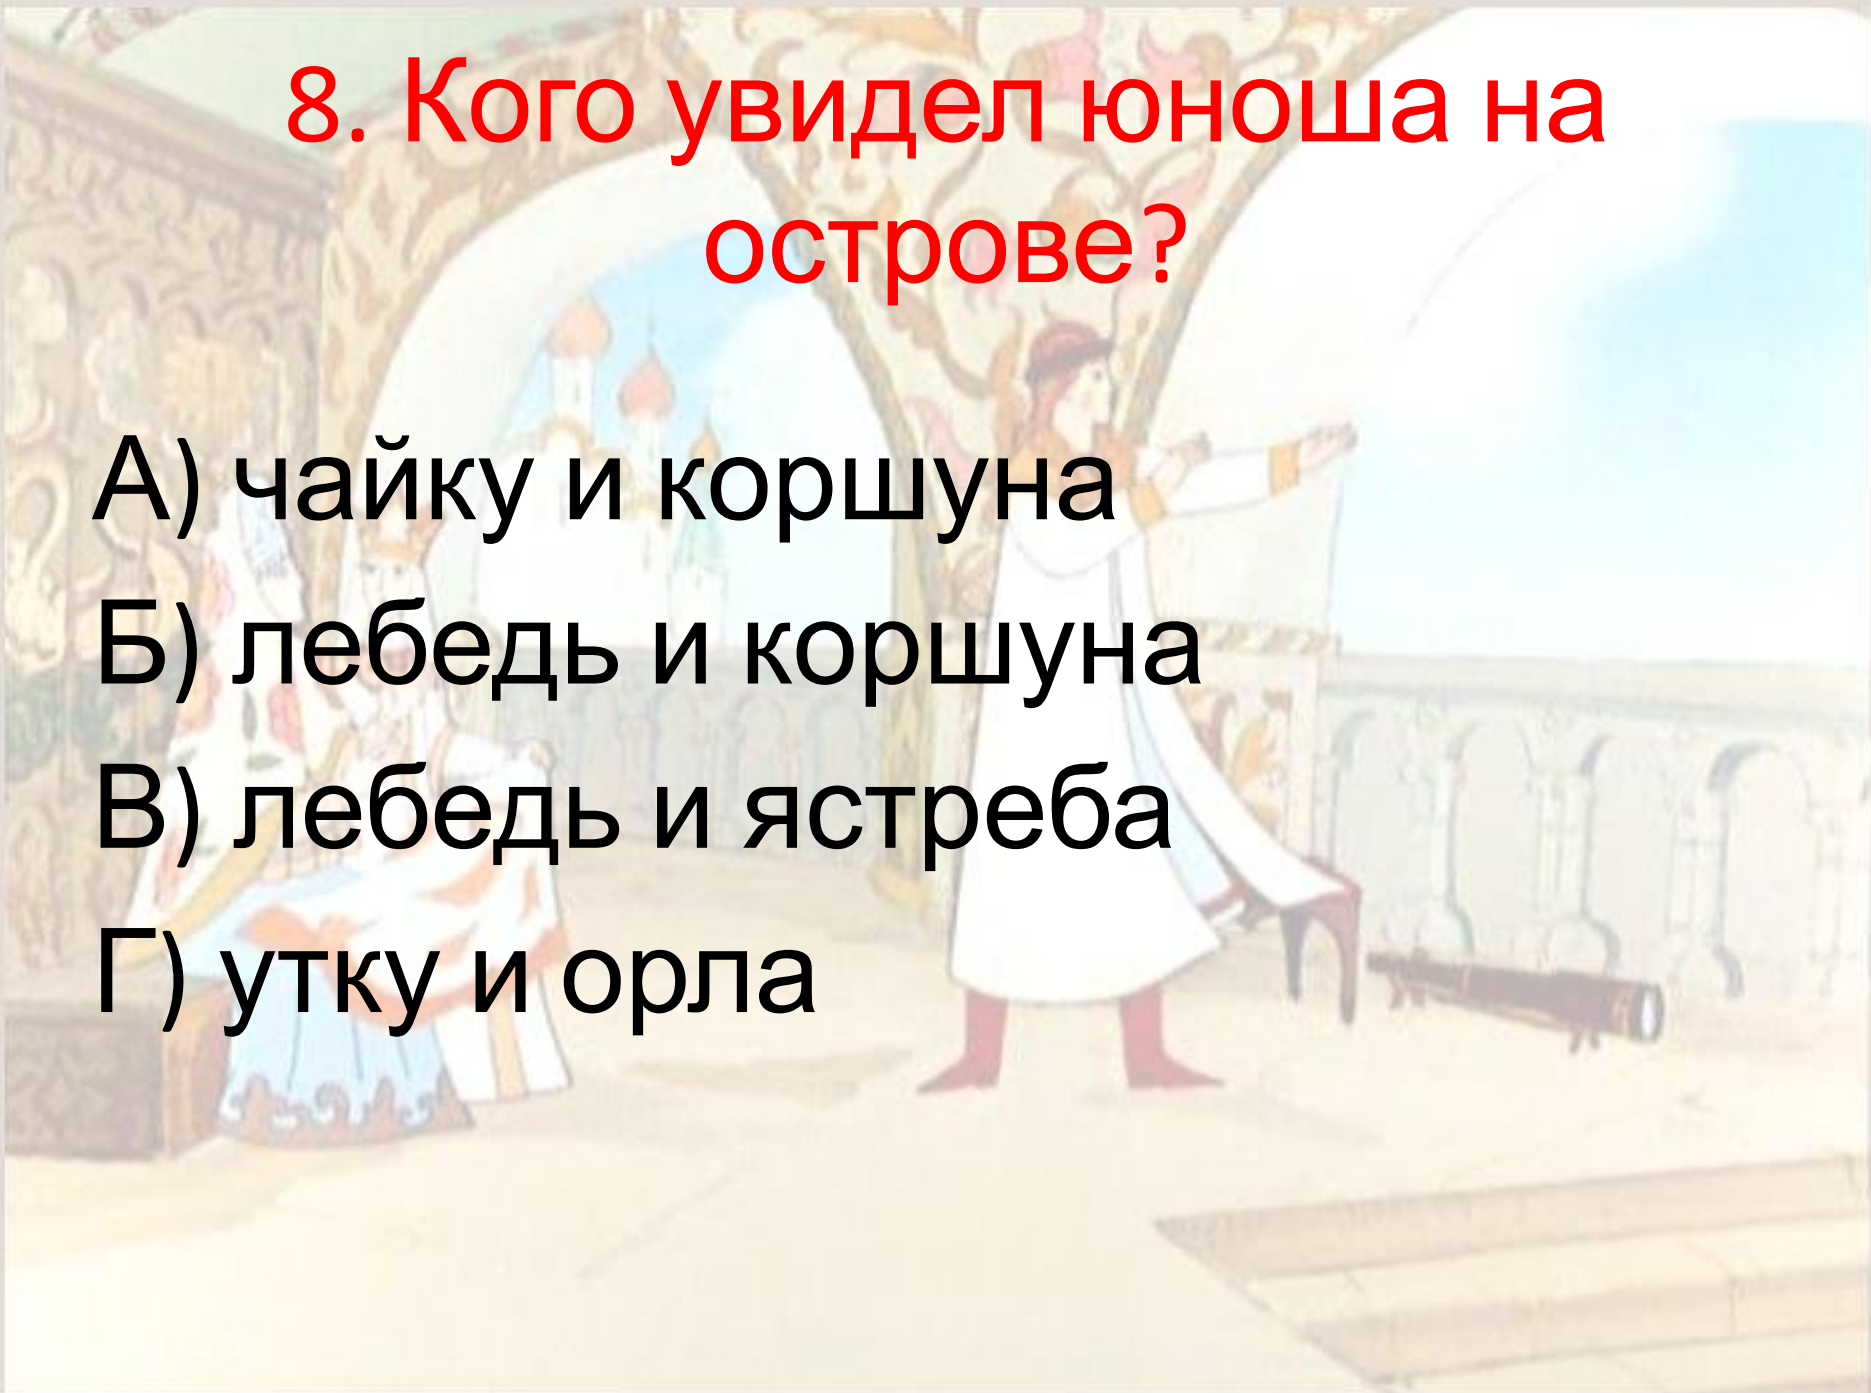 8. Кого увидел юноша на
острове?
А) чайку и коршуна
Б) лебедь и коршуна
В) лебедь и ястреба
Г) утку и орла